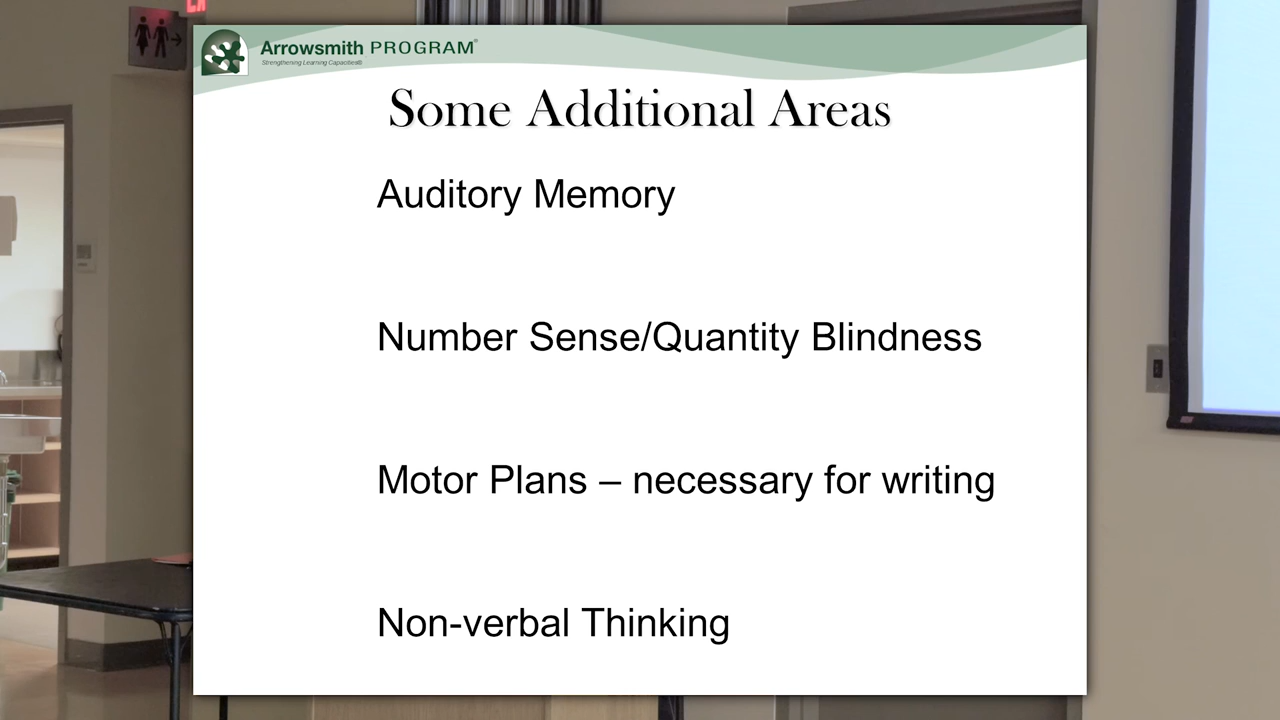 Arrowsmith PROGRAM®
Strengthening Learning Capacities®
Some Additional Areas
Auditory Memory
Number Sense/Quantity Blindness
Motor Plans – necessary for writing
Non-verbal Thinking